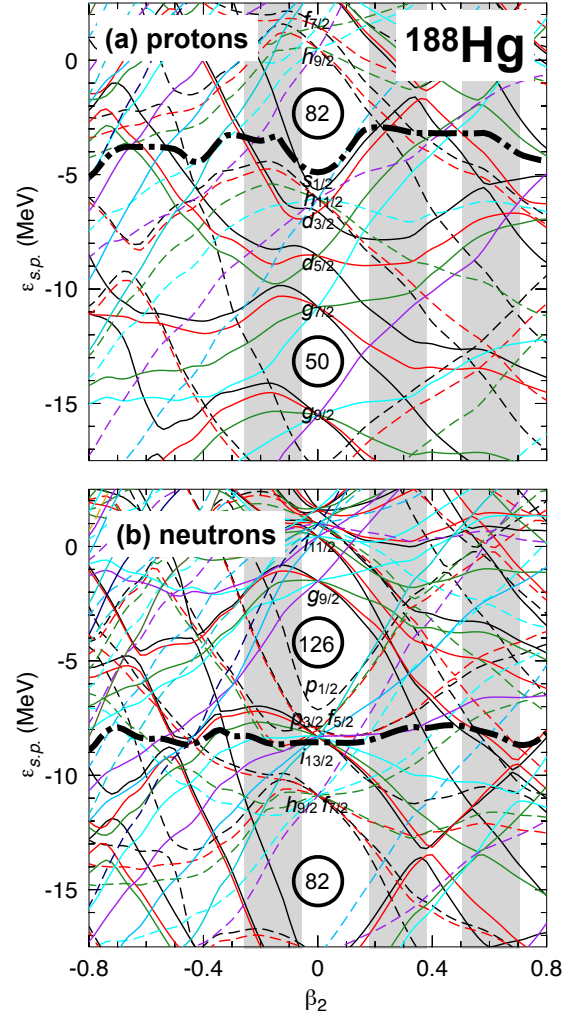 (a) protons
¹⁸⁸Hg
f7/2
h9/2
82
s1/2
h11/2
d3/2
d5/2
g7/2
50
g9/2
0
-5
-10
-15
εs.p. (MeV)
(b) neutrons
i11/2
g9/2
126
p1/2
p3/2 f5/2
i13/2
h9/2 f7/2
82
0
-5
-10
-15
εs.p. (MeV)
-0.8 -0.4 0 0.4 0.8
β2